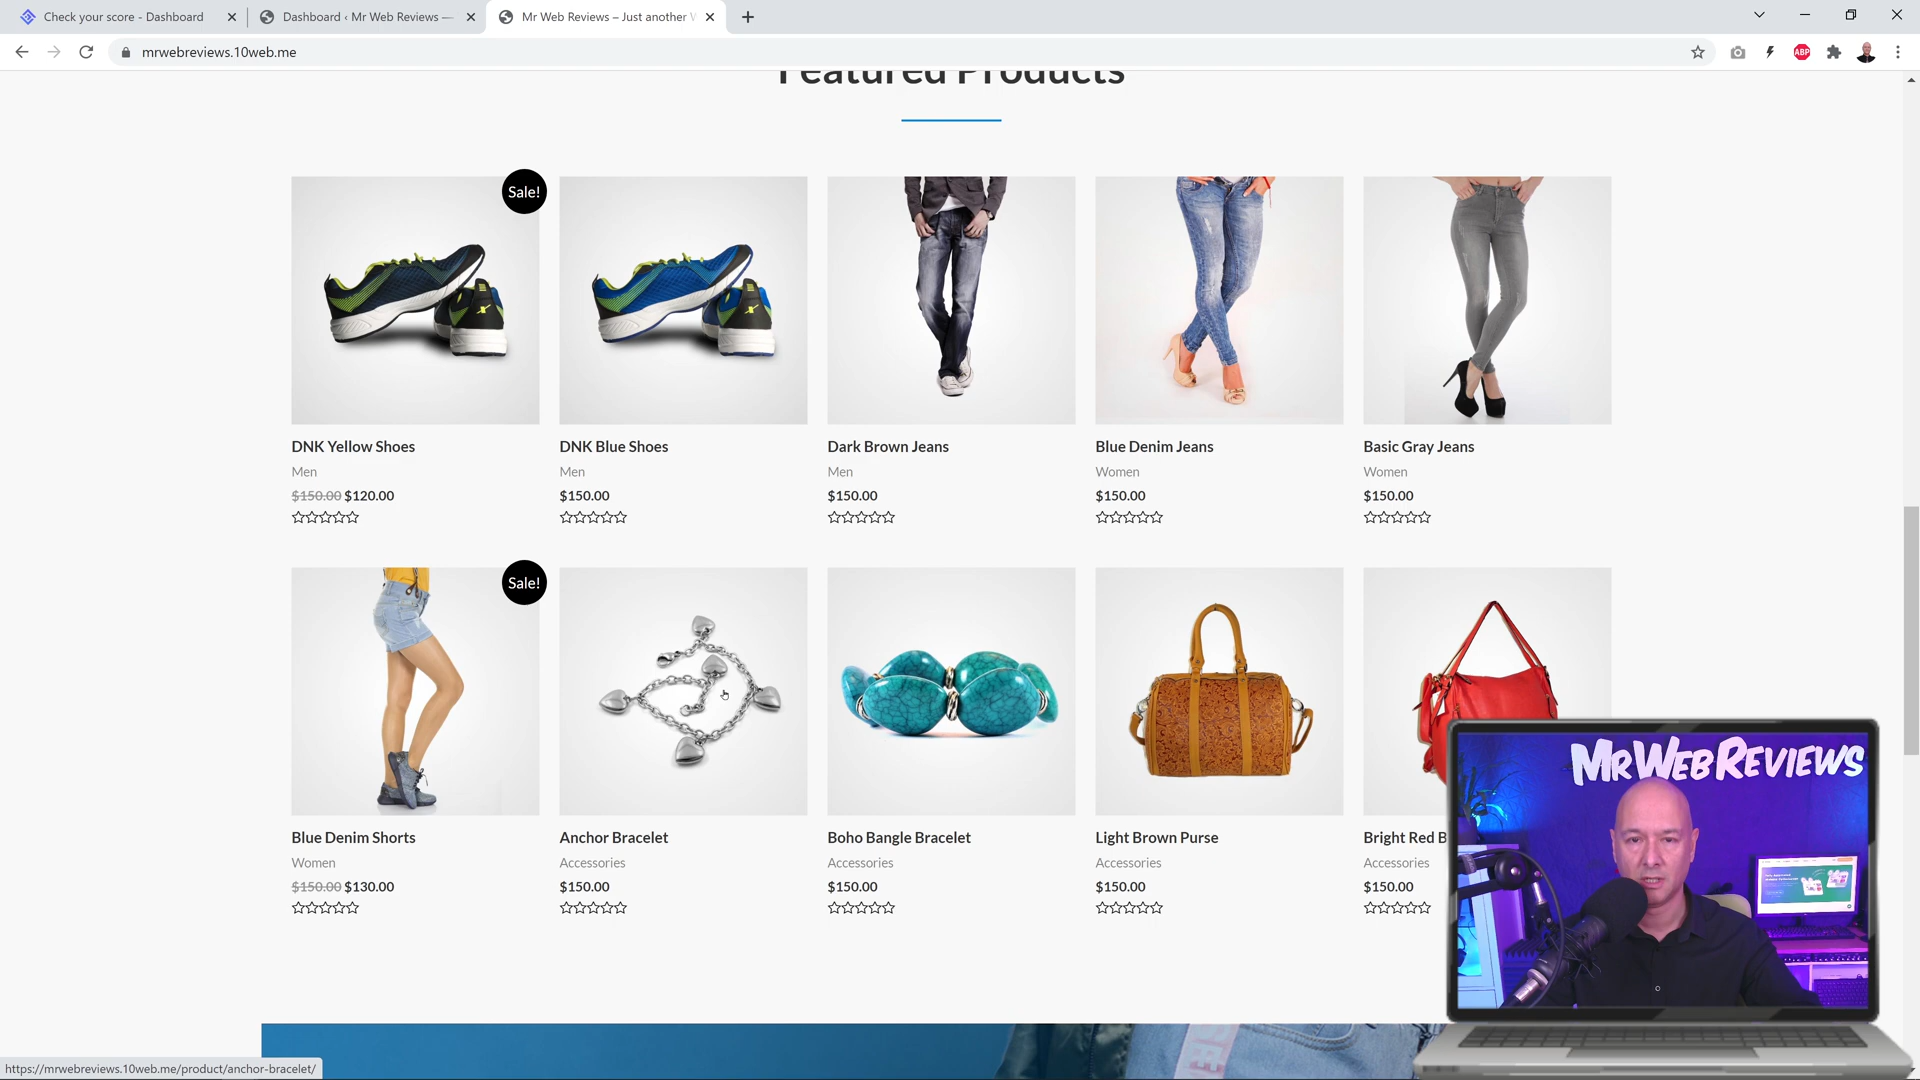 Check your score - Dashboard
Dashboard ‹ Mr Web Reviews —
Mr Web Reviews – Just another W
mrwebreviews.10web.me
ABP
Featured Products
Sale!
DNK Yellow Shoes
Men
$150.00 $120.00
DNK Blue Shoes
Men
$150.00
Dark Brown Jeans
Men
$150.00
Blue Denim Jeans
Women
$150.00
Basic Gray Jeans
Women
$150.00
Sale!
Blue Denim Shorts
Women
$150.00 $130.00
Anchor Bracelet
Accessories
$150.00
Boho Bangle Bracelet
Accessories
$150.00
Light Brown Purse
Accessories
$150.00
Bright Red B
Accessories
$150.00
MrWebReviews
https://mrwebreviews.10web.me/product/anchor-bracelet/